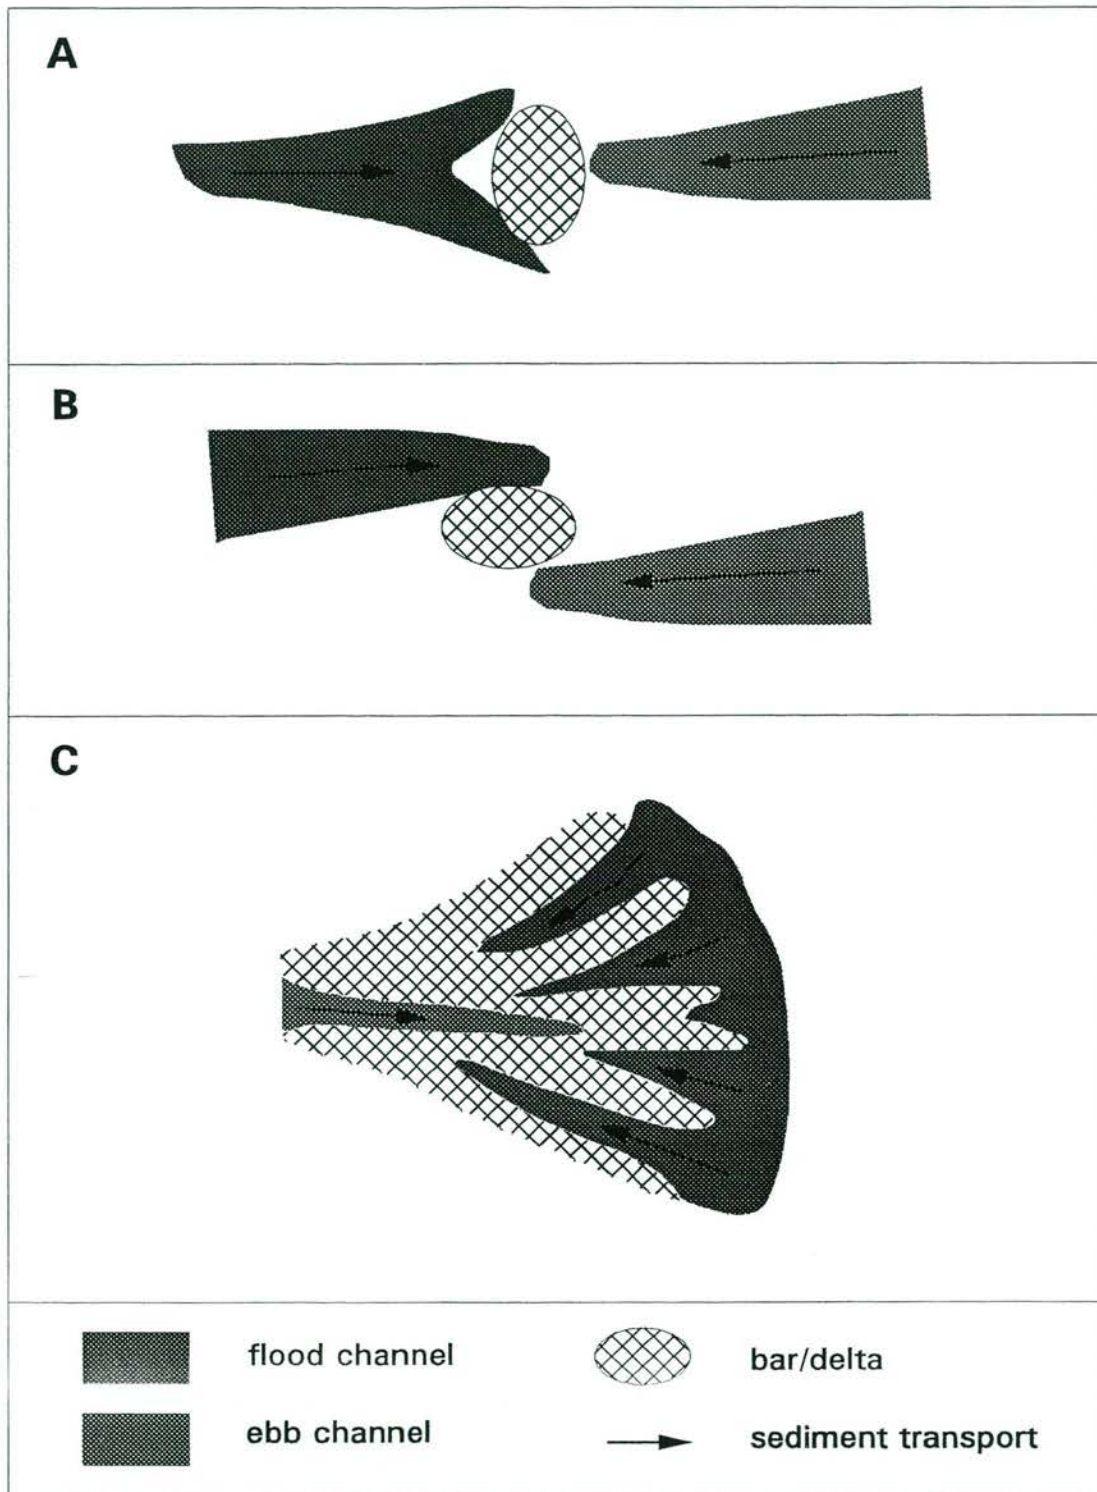 A
B
C
flood channel
bar/delta
ebb channel
sediment transport